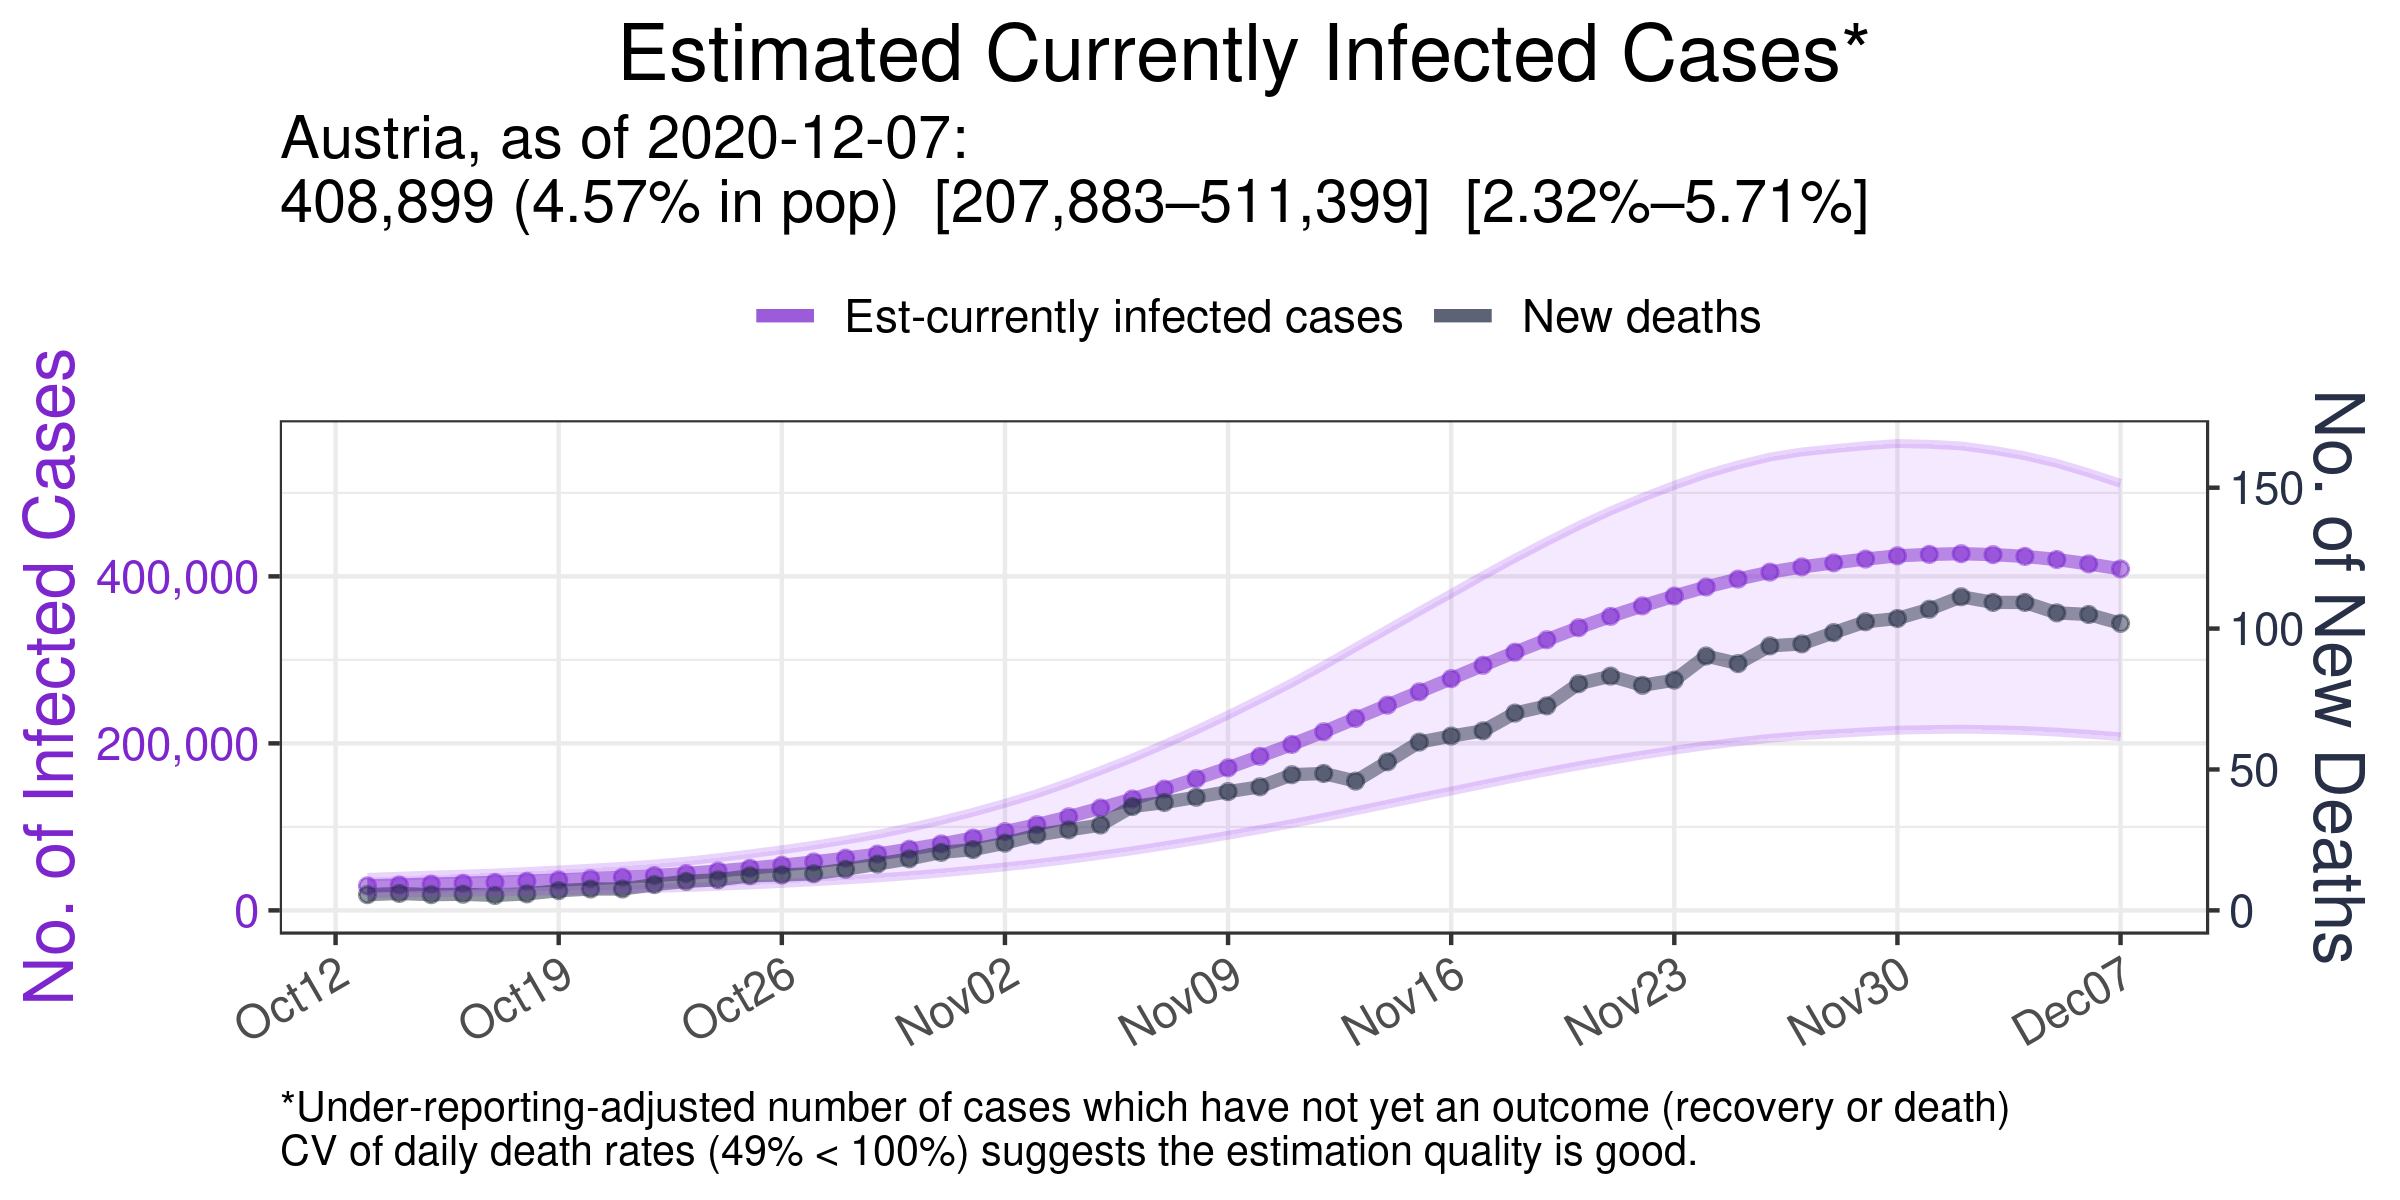 Estimated Currently Infected Cases*
Austria, as of 2020-12-07:
408,899 (4.57% in pop)  [207,883–511,399]  [2.32%–5.71%]
Est-currently infected cases
New deaths
No. of Infected Cases
400,000
200,000
0
150
100
50
0
No. of New Deaths
Oct12
Oct19
Oct26
Nov02
Nov09
Nov16
Nov23
Nov30
Dec07
*Under-reporting-adjusted number of cases which have not yet an outcome (recovery or death)
CV of daily death rates (49% < 100%) suggests the estimation quality is good.